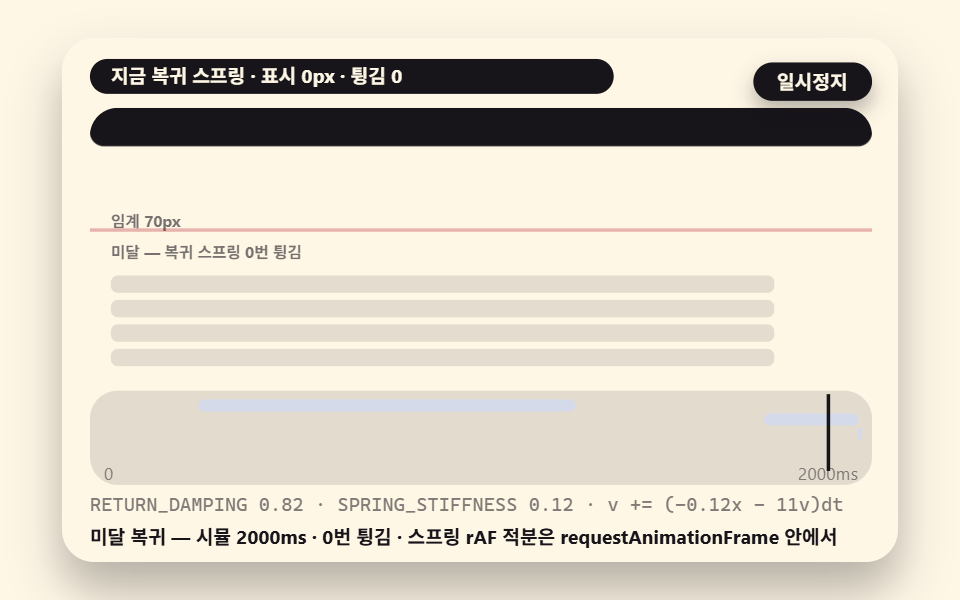 지금 복귀 스프링 · 표시 0px · 튕김 0
일시정지
임계 70px
미달 — 복귀 스프링 0번 튕김
0
2000ms
RETURN_DAMPING 0.82 · SPRING_STIFFNESS 0.12 · v += (−0.12x − 11v)dt
미달 복귀 — 시뮬 2000ms · 0번 튕김 · 스프링 rAF 적분은 requestAnimationFrame 안에서